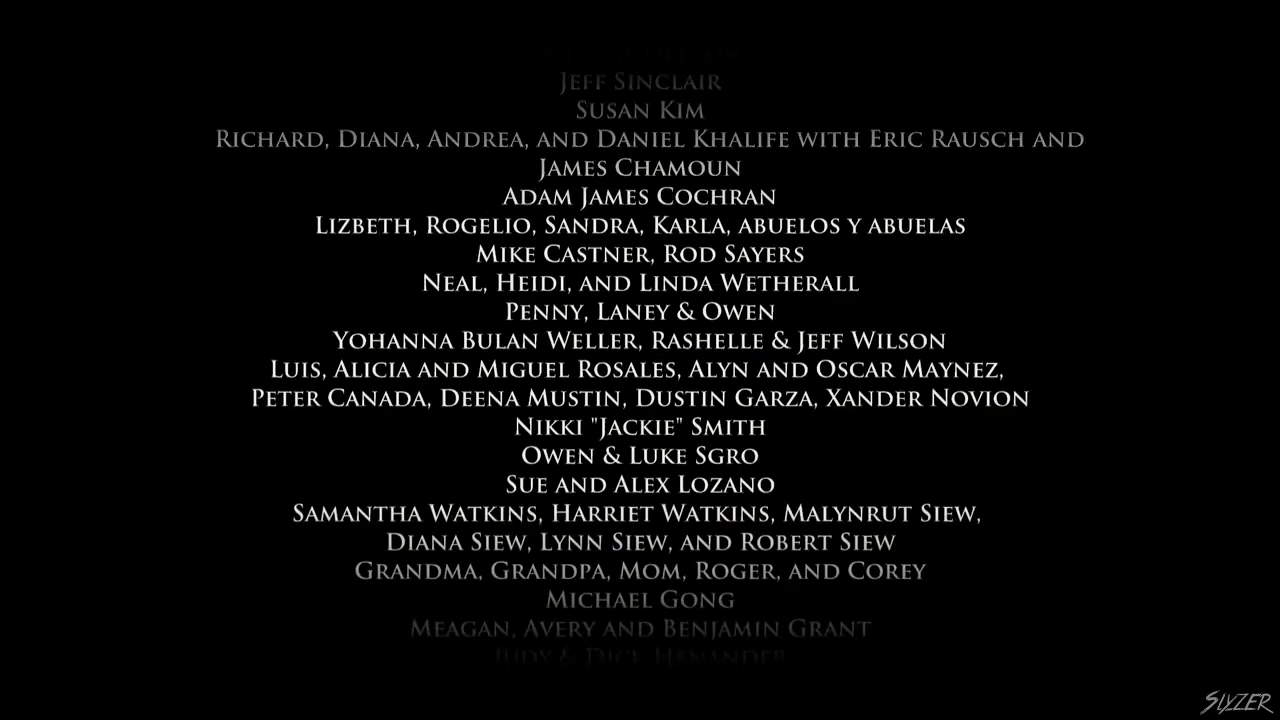 Jeff Sinclair
Susan Kim
Richard, Diana, Andrea, and Daniel Khalife with Eric Rausch and
James Chamoun
Adam James Cochran
Lizbeth, Rogelio, Sandra, Karla, abuelos y abuelas
Mike Castner, Rod Sayers
Neal, Heidi, and Linda Wetherall
Penny, Laney & Owen
Yohanna Bulan Weller, Rashelle & Jeff Wilson
Luis, Alicia and Miguel Rosales, Alyn and Oscar Maynez,
Peter Canada, Deena Mustin, Dustin Garza, Xander Novion
Nikki "Jackie" Smith
Owen & Luke Sgro
Sue and Alex Lozano
Samantha Watkins, Harriet Watkins, Malynrut Siew,
Diana Siew, Lynn Siew, and Robert Siew
Grandma, Grandpa, Mom, Roger, and Corey
Michael Gong
Meagan, Avery and Benjamin Grant
Judy & Dick
Slyzer